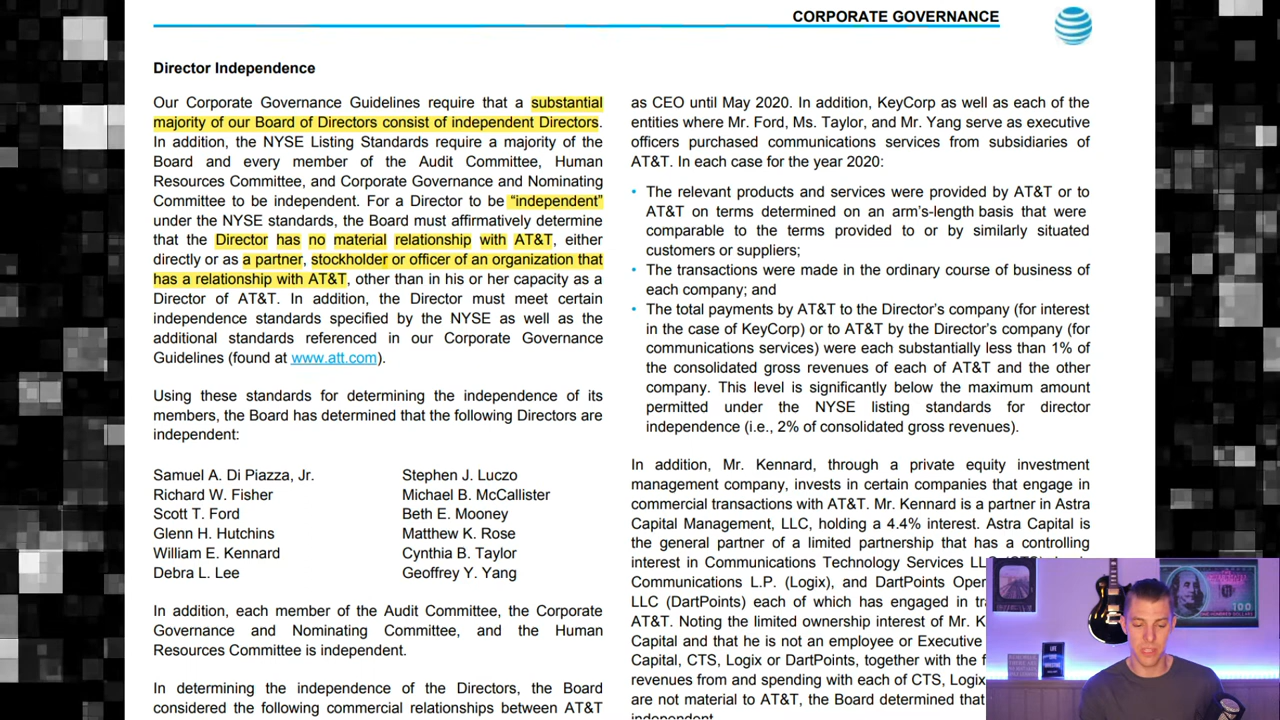 CORPORATE GOVERNANCE
Director Independence
Our Corporate Governance Guidelines require that a substantial
majority of our Board of Directors consist of independent Directors.
In addition, the NYSE Listing Standards require a majority of the
Board and every member of the Audit Committee, Human
Resources Committee, and Corporate Governance and Nominating
Committee to be independent. For a Director to be “independent”
under the NYSE standards, the Board must affirmatively determine
that the Director has no material relationship with AT&T, either
directly or as a partner, stockholder or officer of an organization that
has a relationship with AT&T, other than in his or her capacity as a
Director of AT&T. In addition, the Director must meet certain
independence standards specified by the NYSE as well as the
additional standards referenced in our Corporate Governance
Guidelines (found at www.att.com).
Using these standards for determining the independence of its
members, the Board has determined that the following Directors are
independent:
Samuel A. Di Piazza, Jr.
Richard W. Fisher
Scott T. Ford
Glenn H. Hutchins
William E. Kennard
Debra L. Lee
Stephen J. Luczo
Michael B. McCallister
Beth E. Mooney
Matthew K. Rose
Cynthia B. Taylor
Geoffrey Y. Yang
In addition, each member of the Audit Committee, the Corporate
Governance and Nominating Committee, and the Human
Resources Committee is independent.
In determining the independence of the Directors, the Board
considered the following commercial relationships between AT&T
as CEO until May 2020. In addition, KeyCorp as well as each of the
entities where Mr. Ford, Ms. Taylor, and Mr. Yang serve as executive
officers purchased communications services from subsidiaries of
AT&T. In each case for the year 2020:
• The relevant products and services were provided by AT&T or to
AT&T on terms determined on an arm’s-length basis that were
comparable to the terms provided to or by similarly situated
customers or suppliers;
• The transactions were made in the ordinary course of business of
each company; and
• The total payments by AT&T to the Director’s company (for interest
in the case of KeyCorp) or to AT&T by the Director’s company (for
communications services) were each substantially less than 1% of
the consolidated gross revenues of each of AT&T and the other
company. This level is significantly below the maximum amount
permitted under the NYSE listing standards for director
independence (i.e., 2% of consolidated gross revenues).
In addition, Mr. Kennard, through a private equity investment
management company, invests in certain companies that engage in
commercial transactions with AT&T. Mr. Kennard is a partner in Astra
Capital Management, LLC, holding a 4.4% interest. Astra Capital is
the general partner of a limited partnership that has a controlling
interest in Communications Technology Services
Communications L.P. (Logix), and DartPoints
LLC (DartPoints) each of which has engaged in
AT&T. Noting the limited ownership interest of Mr.
Capital and that he is not an employee or Executive
Capital, CTS, Logix or DartPoints, together with the
revenues from and spending with each of CTS, Logix
are not material to AT&T, the Board determined that
independent.
100